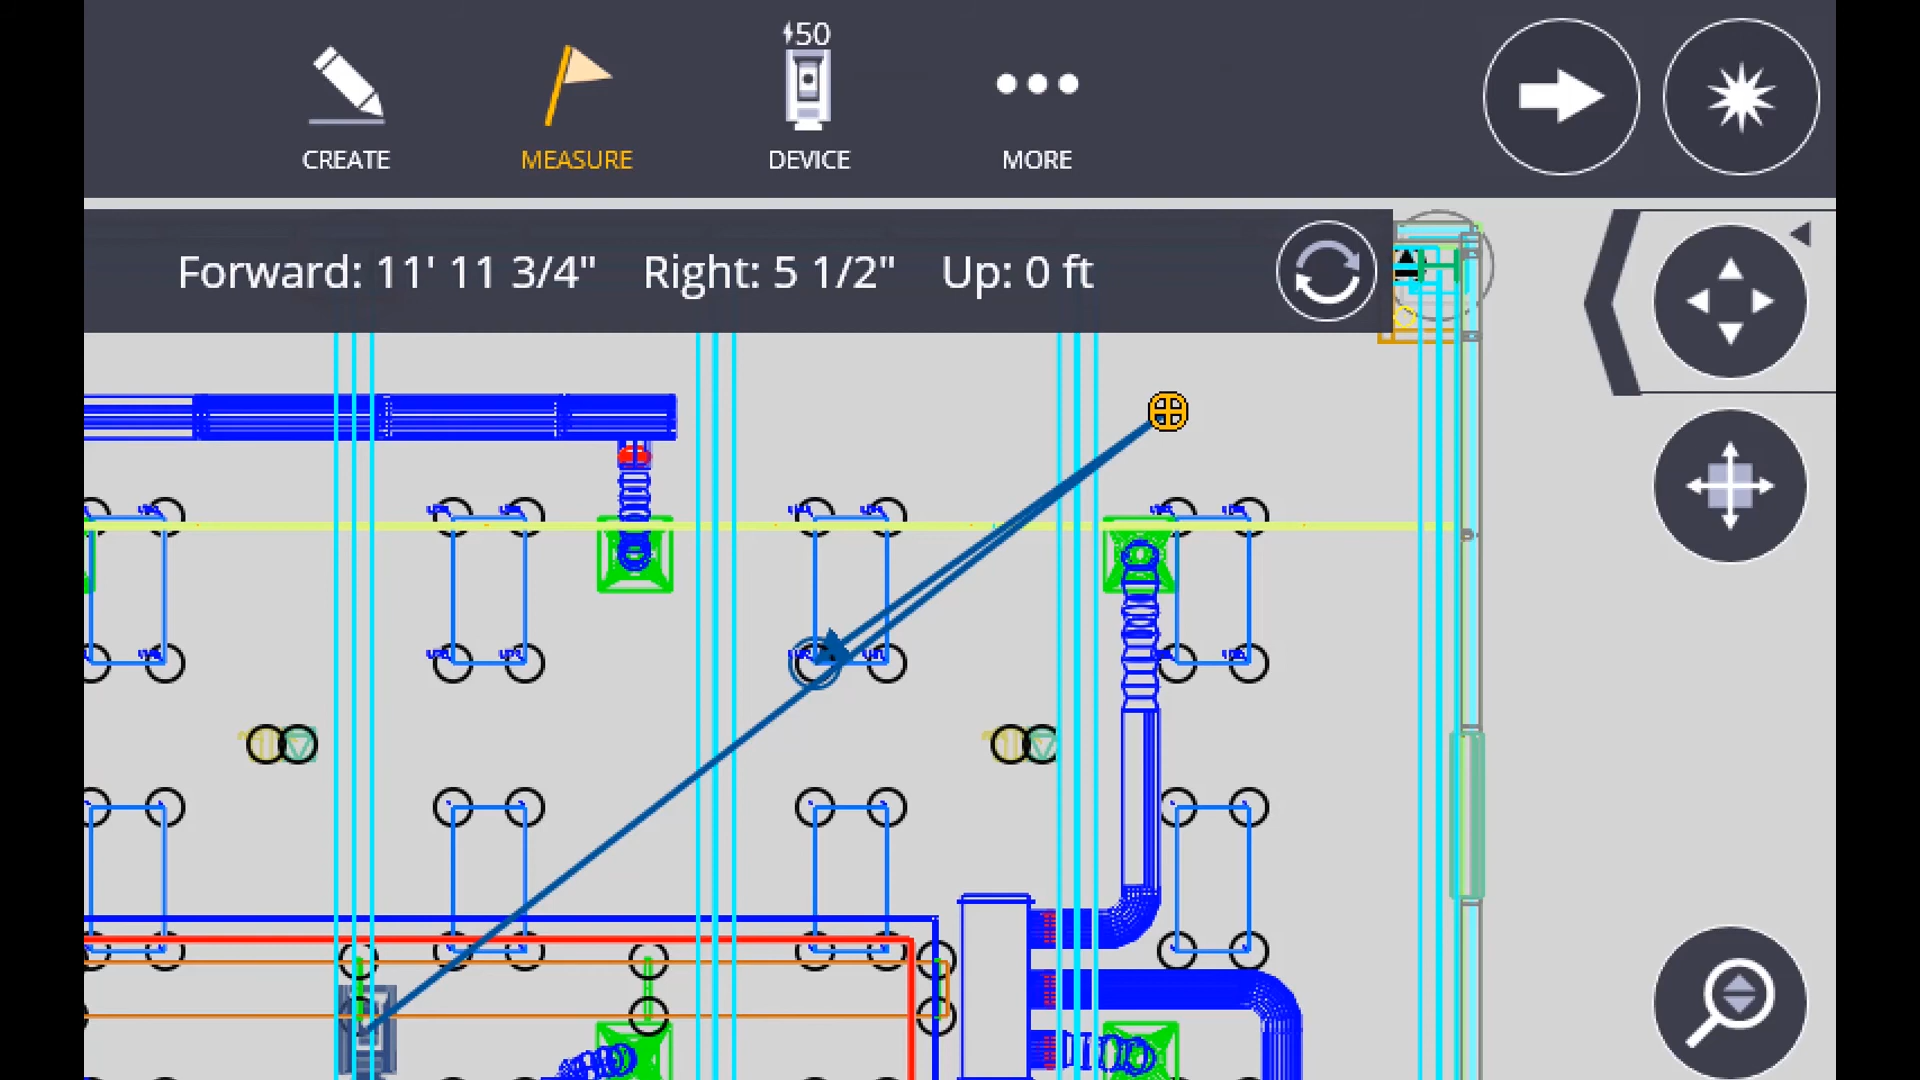 50
CREATE
MEASURE
DEVICE
MORE
Forward: 11' 11 3/4" Right: 5 1/2" Up: 0 ft